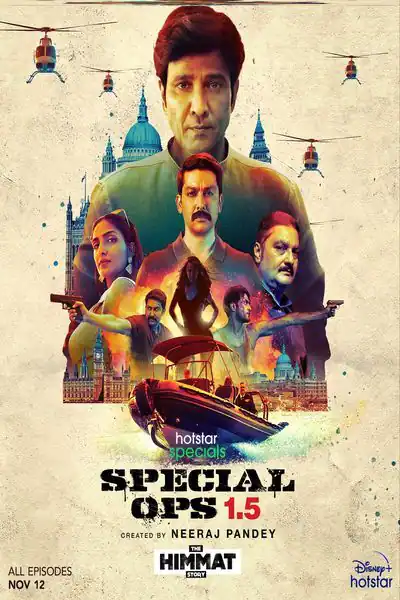 hotstar
specials
SPECIAL
OPS 1.5
CREATED BY NEERAJ PANDEY
THE
HIMMAT
STORY
ALL EPISODES
NOV 12
Disney+
hotstar